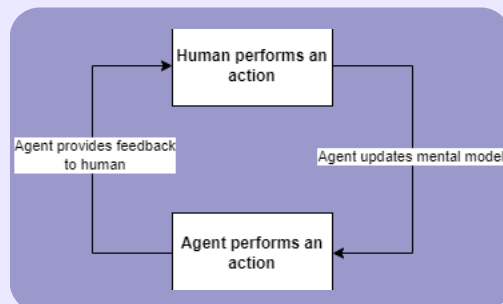 Human performs an
action
Agent provides feedback
to human
Agent updates mental model
Agent performs an
action